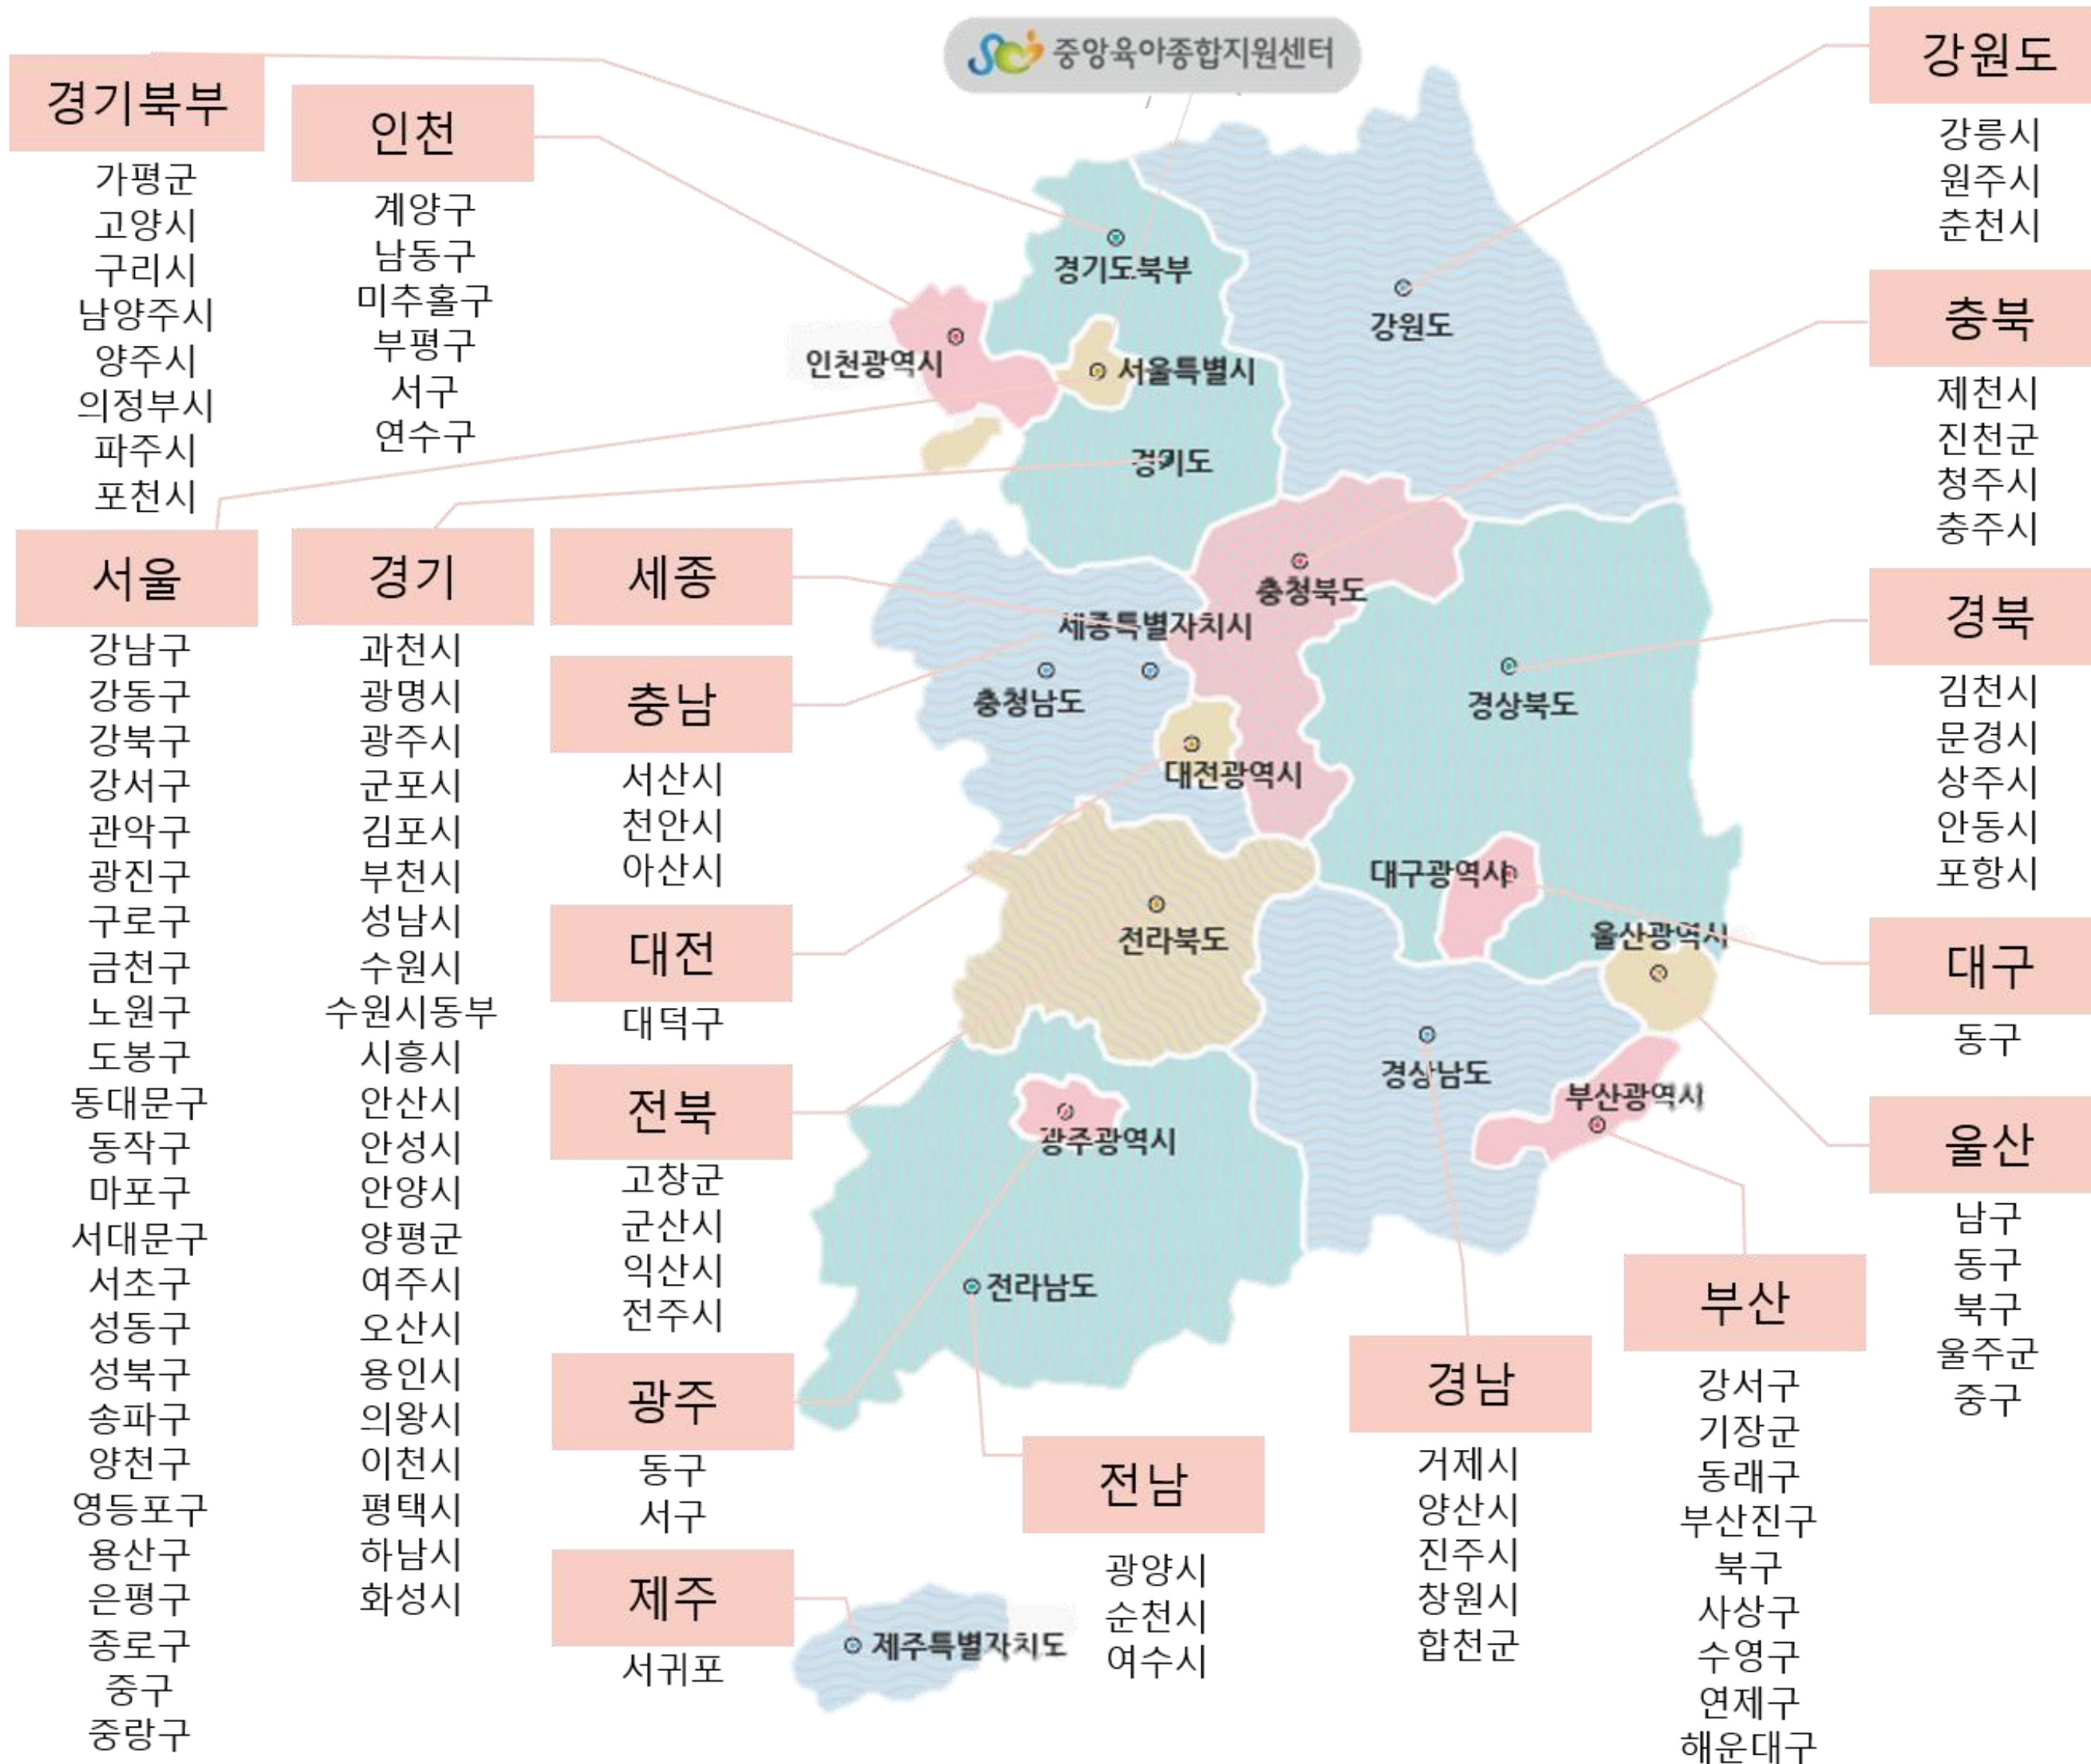 중앙육아종합지원센터
경기북부
가평군
고양시
구리시
남양주시
양주시
의정부시
파주시
포천시
인천
계양구
남동구
미추홀구
부평구
서구
연수구
서울
강남구
강동구
강북구
강서구
관악구
광진구
구로구
금천구
노원구
도봉구
동대문구
동작구
마포구
서대문구
서초구
성동구
성북구
송파구
양천구
영등포구
용산구
은평구
종로구
중구
중랑구
경기
과천시
광명시
광주시
군포시
김포시
부천시
성남시
수원시
수원시동부
시흥시
안산시
안성시
안양시
양평군
여주시
오산시
용인시
의왕시
이천시
평택시
하남시
화성시
세종
충남
서산시
천안시
아산시
대전
대덕구
전북
고창군
군산시
익산시
전주시
광주
동구
서구
제주
서귀포
경기도북부
강원도
인천광역시
서울특별시
경기도
충청북도
세종특별자치시
충청남도
경상북도
대전광역시
대구광역시
전라북도
울산광역시
경상남도
부산광역시
광주광역시
전라남도
제주특별자치도
전남
광양시
순천시
여수시
경남
거제시
양산시
진주시
창원시
합천군
부산
강서구
기장군
동래구
부산진구
북구
사상구
수영구
연제구
해운대구
강원도
강릉시
원주시
춘천시
충북
제천시
진천군
청주시
충주시
경북
김천시
문경시
상주시
안동시
포항시
대구
동구
울산
남구
동구
북구
울주군
중구